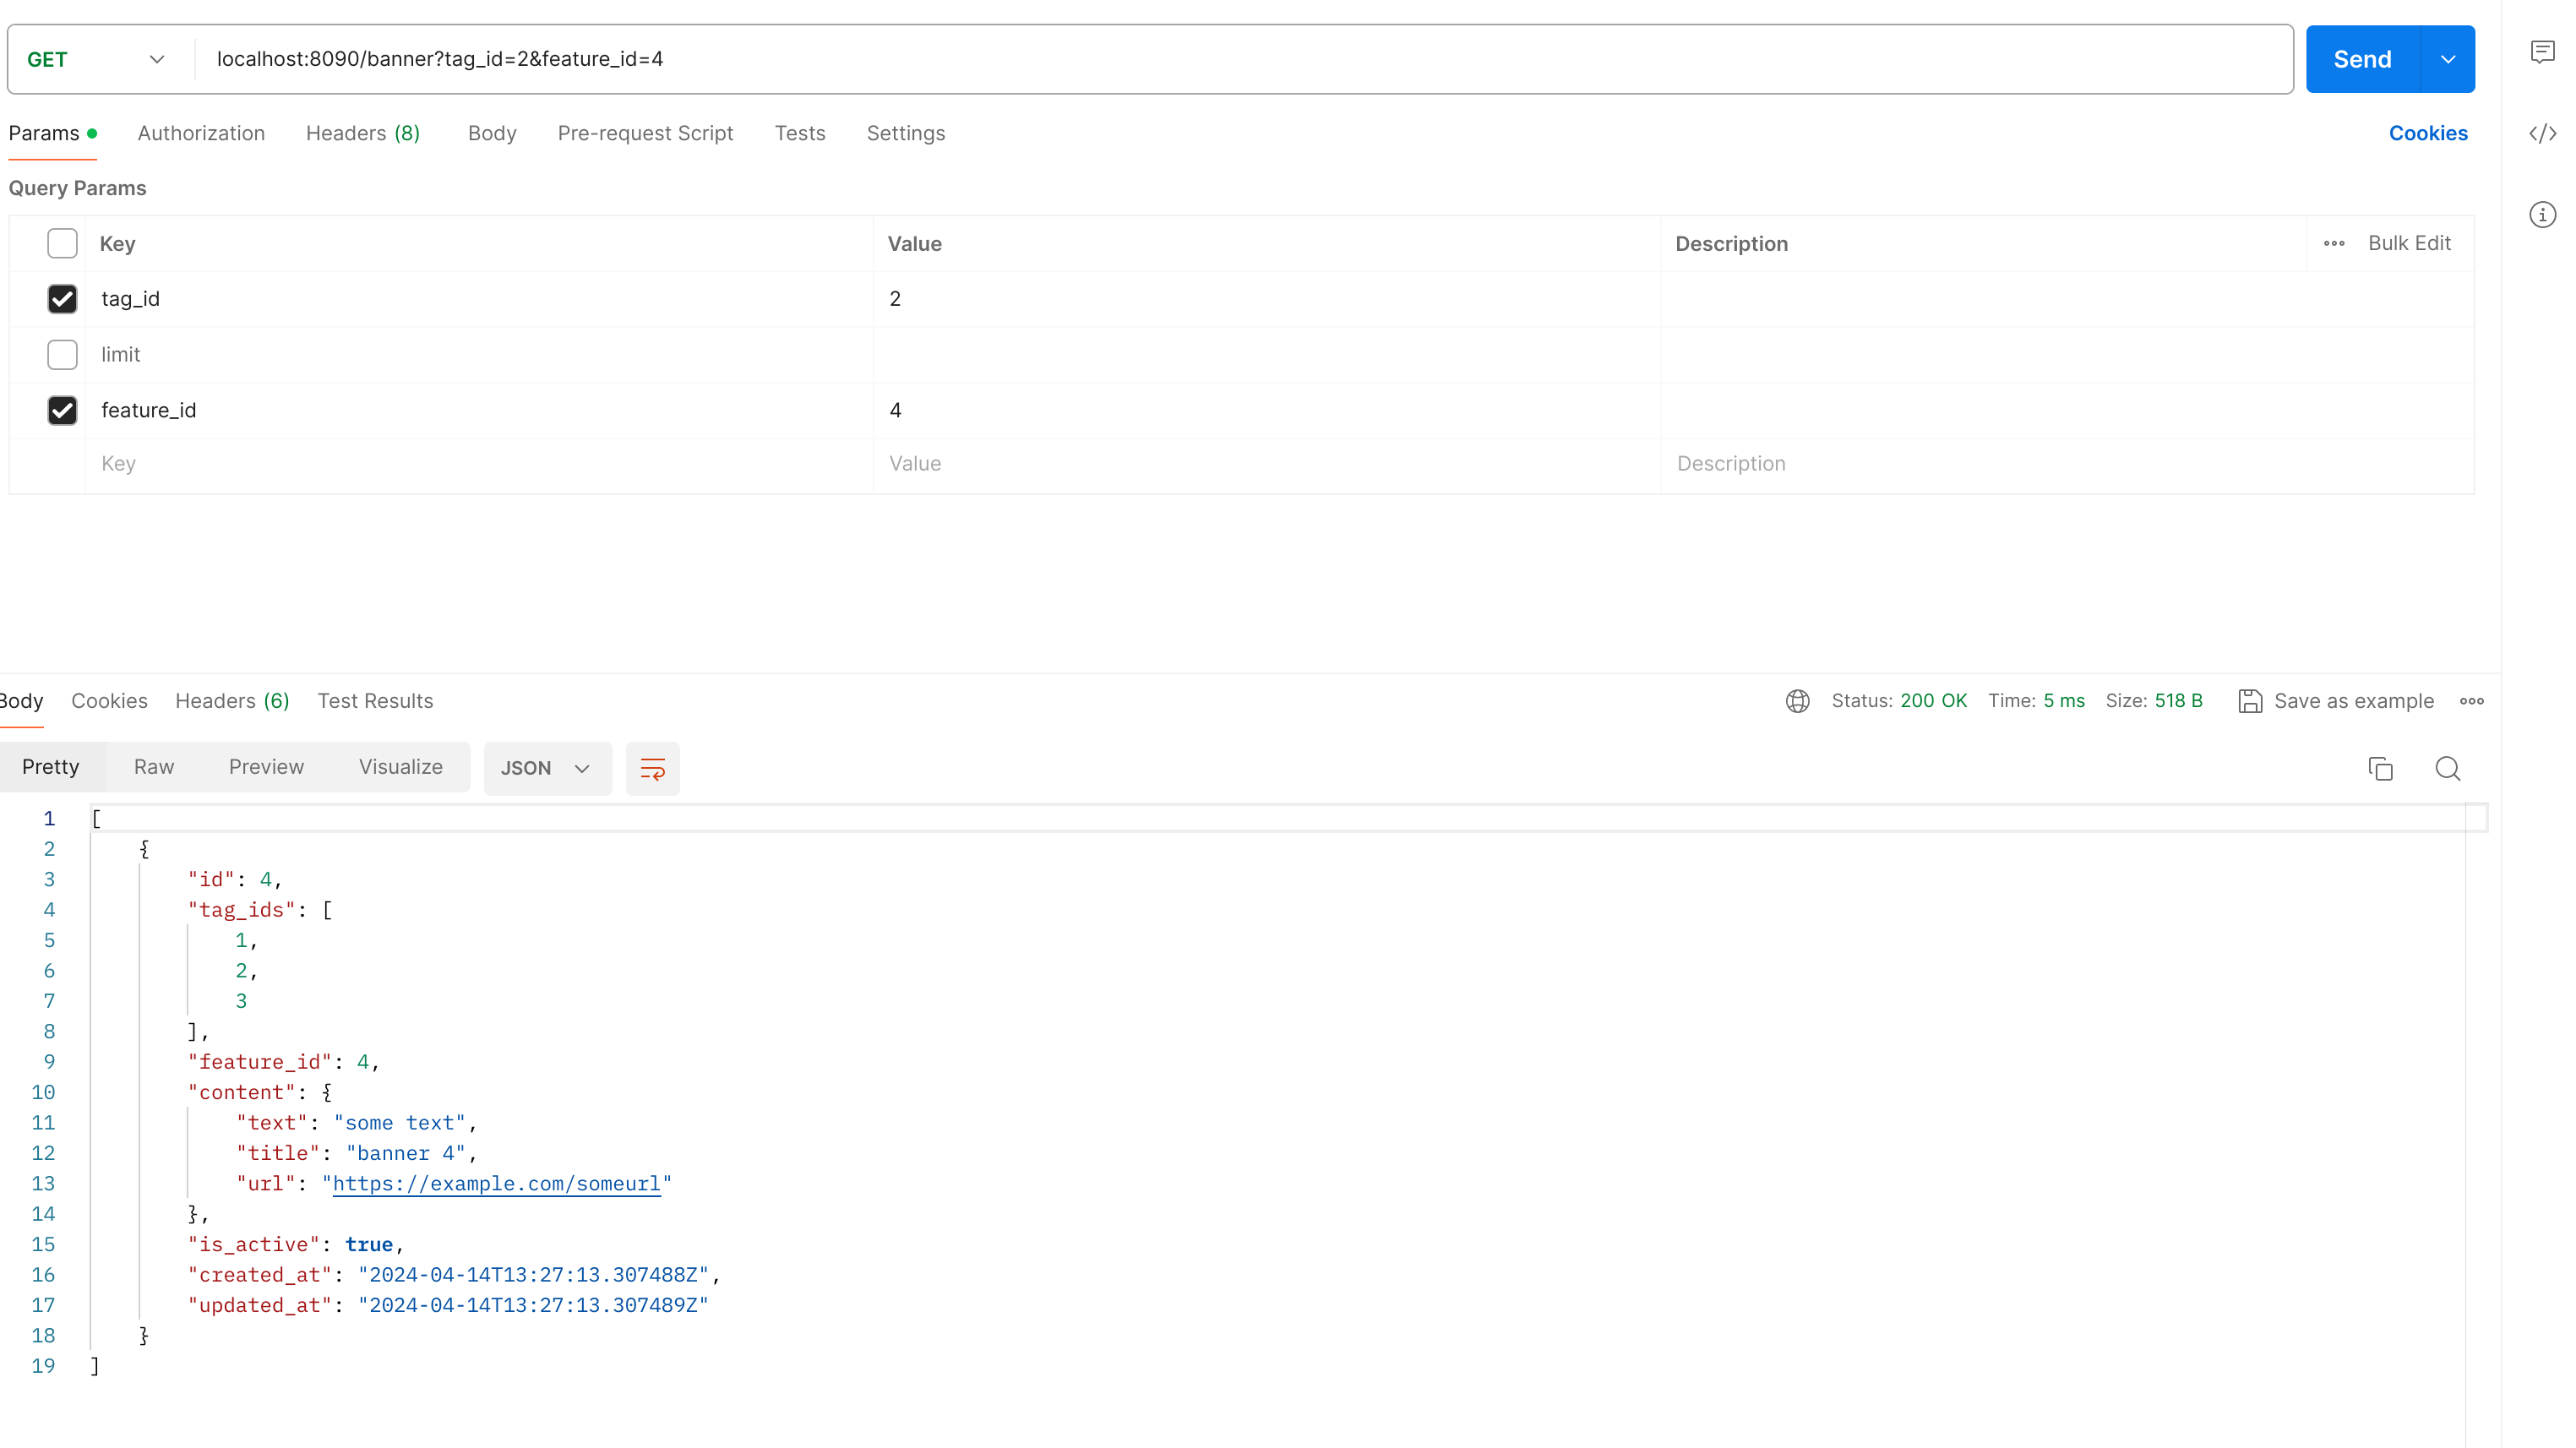 GET localhost:8090/banner?tag_id=2&feature_id=4 Send
Params Authorization Headers (8) Body Pre-request Script Tests Settings Cookies
Query Params
Key Value Description Bulk Edit
tag_id 2
limit
feature_id 4
Key Value Description
Body Cookies Headers (6) Test Results Status: 200 OK Time: 5 ms Size: 518 B Save as example
Pretty Raw Preview Visualize JSON
1 [
2 {
3 "id": 4,
4 "tag_ids": [
5 1,
6 2,
7 3
8 ],
9 "feature_id": 4,
10 "content": {
11 "text": "some text",
12 "title": "banner 4",
13 "url": "https://example.com/someurl"
14 },
15 "is_active": true,
16 "created_at": "2024-04-14T13:27:13.307488Z",
17 "updated_at": "2024-04-14T13:27:13.307489Z"
18 }
19 ]